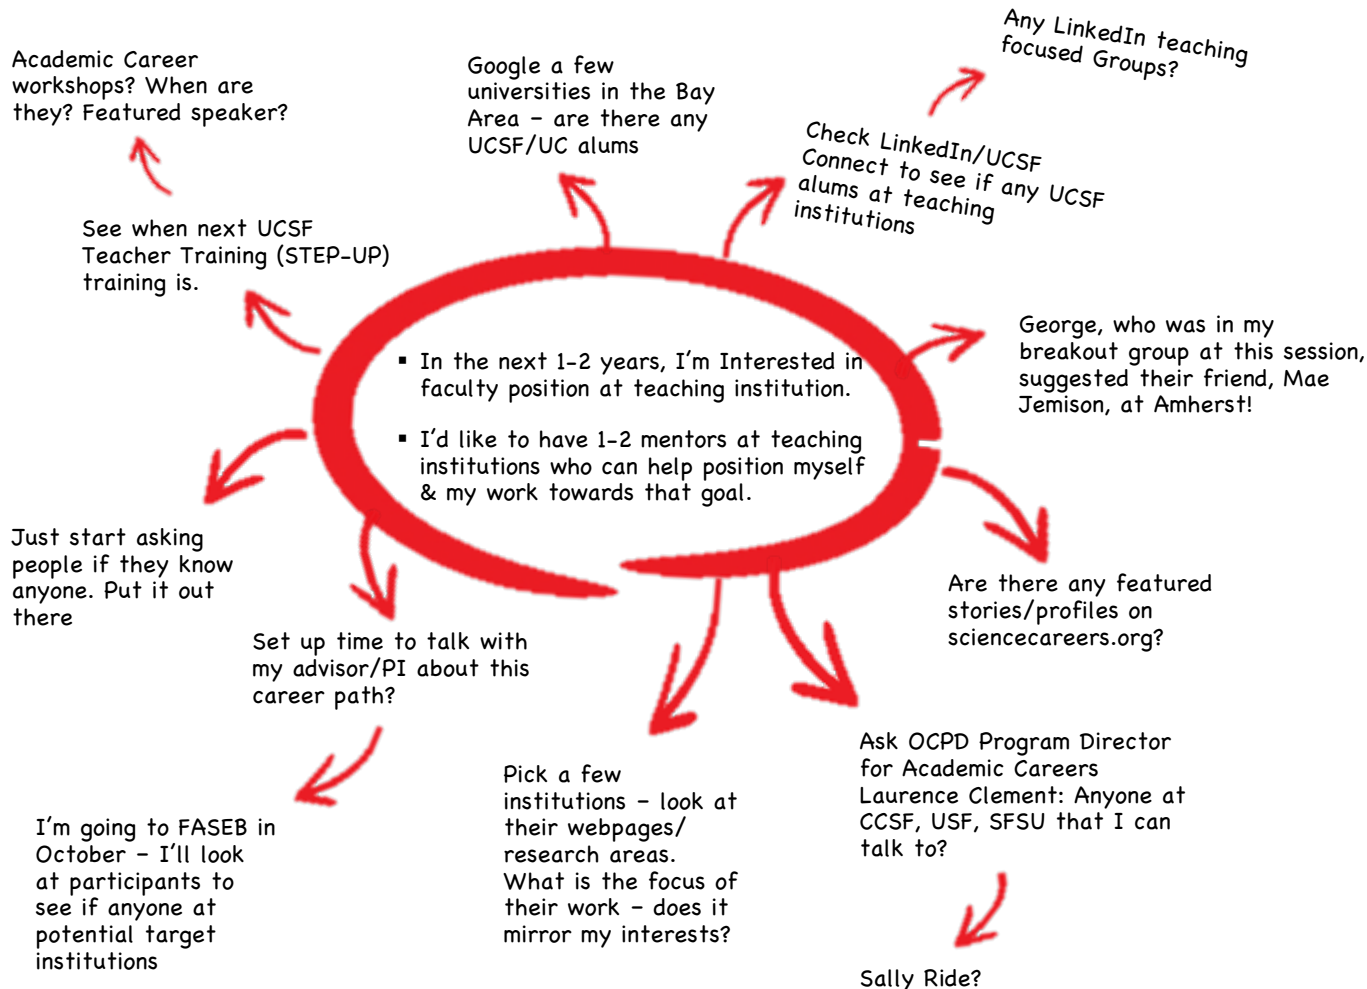 Academic Career
workshops? When are
they? Featured speaker?
Google a few
universities in the Bay
Area – are there any
UCSF/UC alums
Any LinkedIn teaching
focused Groups?
Check LinkedIn/UCSF
Connect to see if any UCSF
alums at teaching
institutions
See when next UCSF
Teacher Training (STEP-UP)
training is.
▪ In the next 1-2 years, I'm Interested in
faculty position at teaching institution.
▪ I'd like to have 1-2 mentors at teaching
institutions who can help position myself
& my work towards that goal.
George, who was in my
breakout group at this session,
suggested their friend, Mae
Jemison, at Amherst!
Just start asking
people if they know
anyone. Put it out
there
Are there any featured
stories/profiles on
sciencecareers.org?
Set up time to talk with
my advisor/PI about this
career path?
I'm going to FASEB in
October – I'll look
at participants to
see if anyone at
potential target
institutions
Pick a few
institutions – look at
their webpages/
research areas.
What is the focus of
their work – does it
mirror my interests?
Ask OCPD Program Director
for Academic Careers
Laurence Clement: Anyone at
CCSF, USF, SFSU that I can
talk to?
Sally Ride?